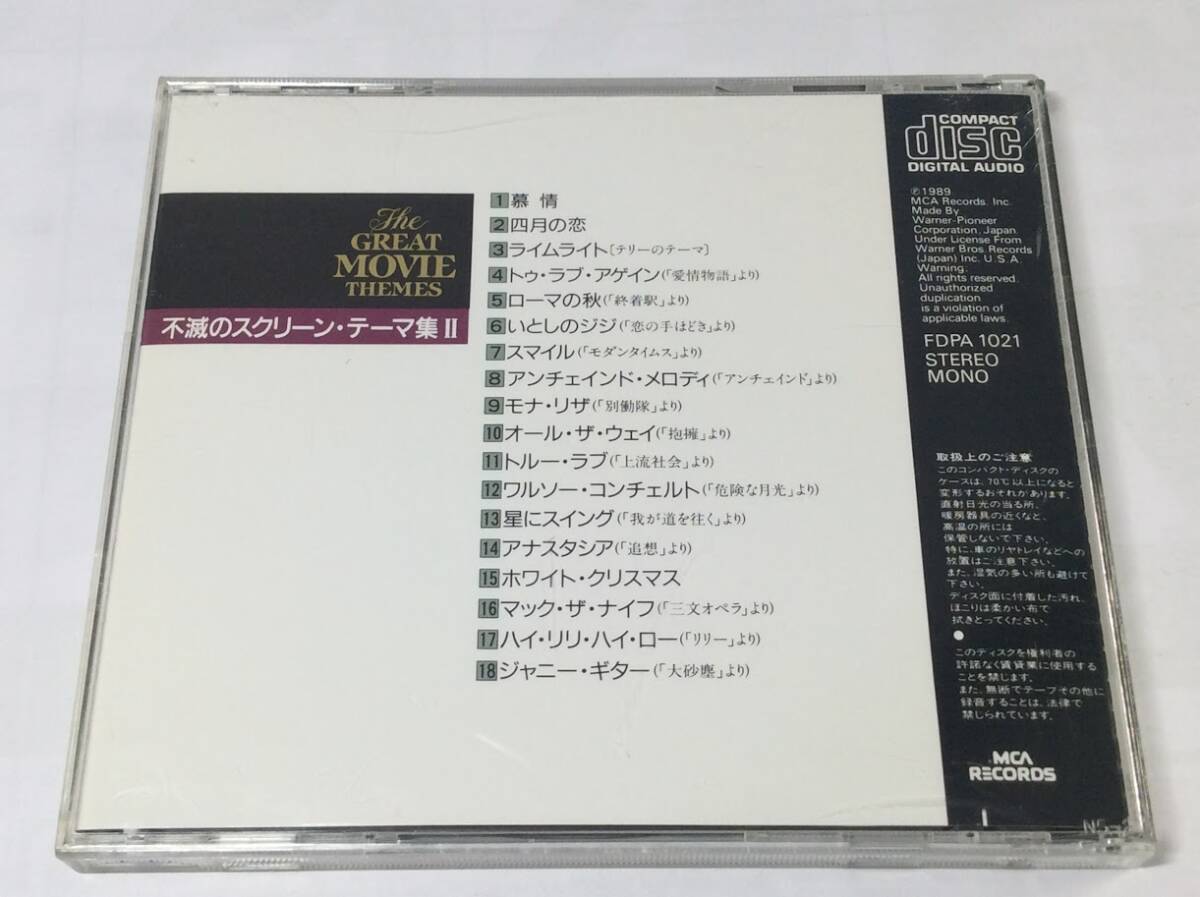 The
GREAT
MOVIE
THEMES
不滅のスクリーン・テーマ集 II
1 慕 情
2 四月の恋
3 ライムライト〔テリーのテーマ〕
4 トゥ・ラブ・アゲイン(「愛情物語」より)
5 ローマの秋(「終着駅」より)
6 いとしのジジ(「恋の手ほどき」より)
7 スマイル(「モダンタイムス」より)
8 アンチェインド・メロディ(「アンチェインド」より)
9 モナ・リザ(「別働隊」より)
10 オール・ザ・ウェイ(「抱擁」より)
11 トルー・ラブ(「上流社会」より)
12 ワルソー・コンチェルト(「危険な月光」より)
13 星にスイング(「我が道を往く」より)
14 アナスタシア(「追想」より)
15 ホワイト・クリスマス
16 マック・ザ・ナイフ(「三文オペラ」より)
17 ハイ・リリ・ハイ・ロー(「リリー」より)
18 ジャニー・ギター(「大砂塵」より)
COMPACT
disc
DIGITAL AUDIO
℗1989
MCA Records. Inc.
Made By
Warner-Pioneer
Corporation, Japan.
Under License From
Warner Bros. Records
(Japan) Inc. U.S.A.
Warning:
All rights reserved.
Unauthorized
duplication
is a violation of
applicable laws.
FDPA 1021
STEREO
MONO
取扱上のご注意
このコンパクト・ディスクの
ケースは、70℃以上になると
変形するおそれがあります。
直射日光の当る所、
暖房器具の近くなど、
高温の所には
保管しないで下さい。
特に、車のリヤトレイなどへの
放置はご注意下さい。
また、湿気の多い所も避けて
下さい。
ディスク面に付着した汚れ、
ほこりは柔かい布で
拭きとってください。
●
このディスクを権利者の
許諾なく賃貸業に使用する
ことを禁じます。
また、無断でテープその他に
録音することは、法律で
禁じられています。
MCA
RECORDS